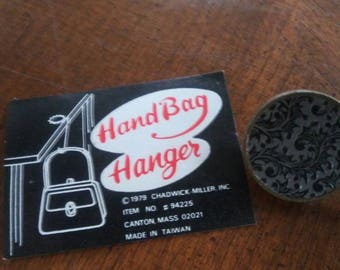 Hand Bag
Hanger
© 1979 CHADWICK-MILLER, INC.
ITEM NO. # 94225
CANTON, MASS. 02021
MADE IN TAIWAN